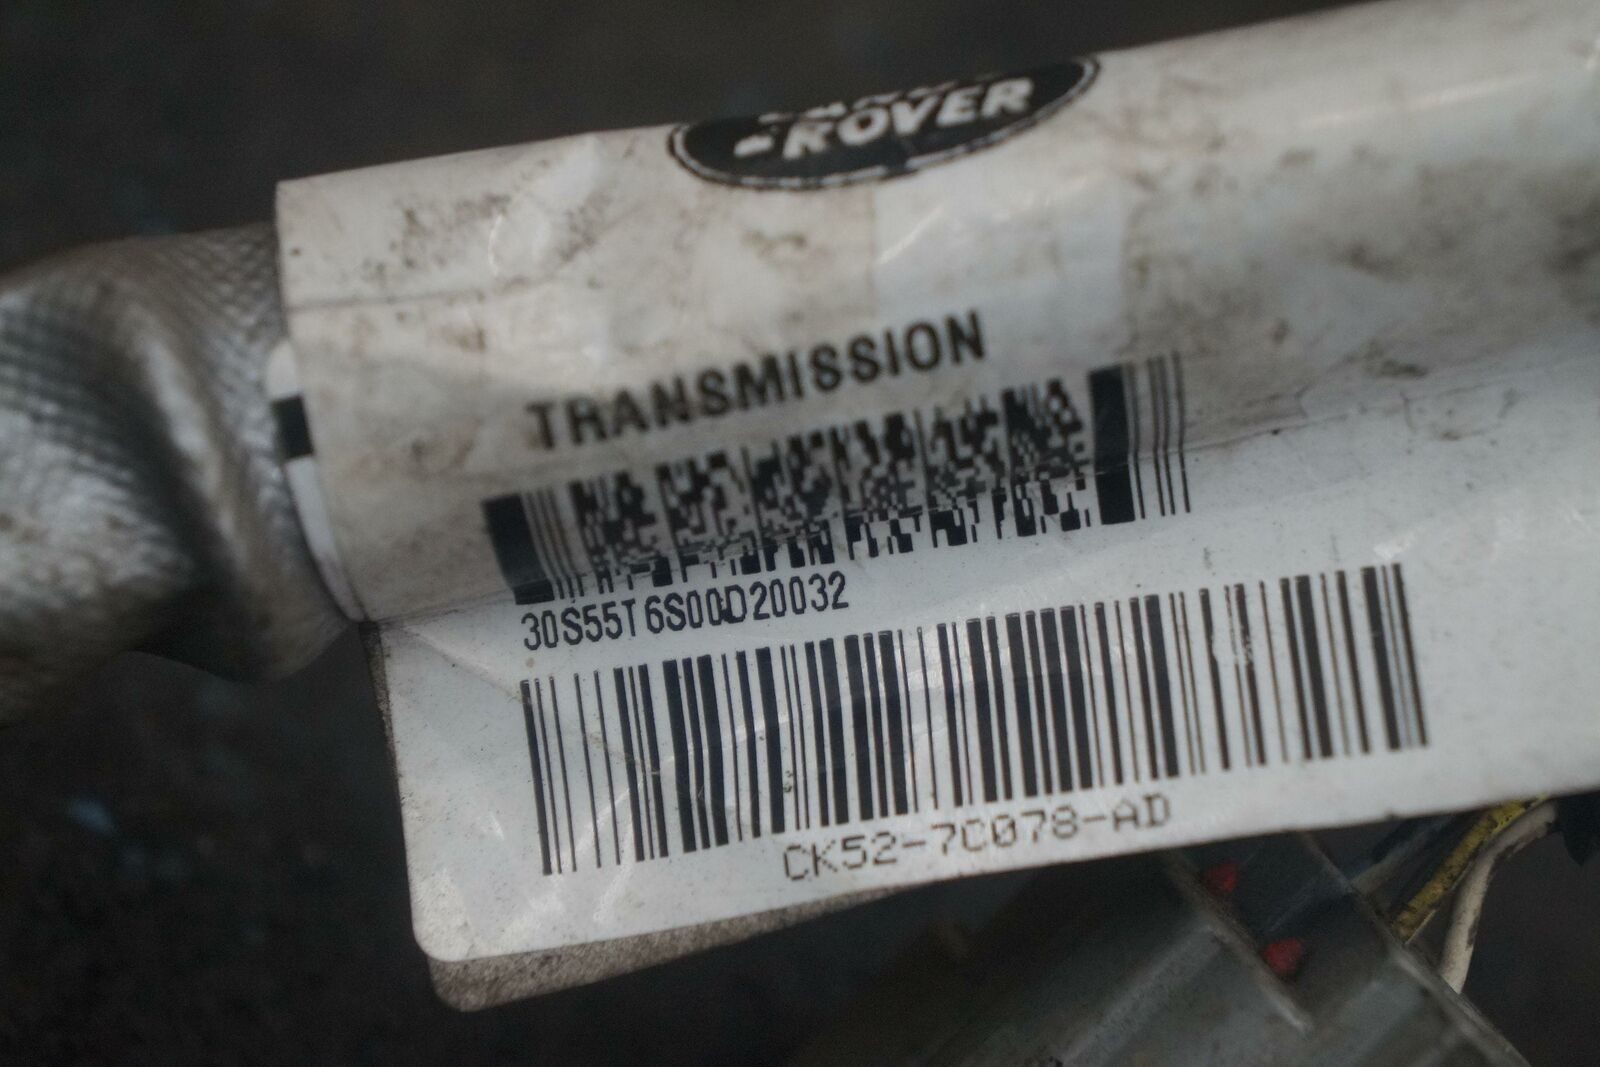 -ROVER
TRANSMISSION
30S55T6S00D20032
CK52-7C078-AD